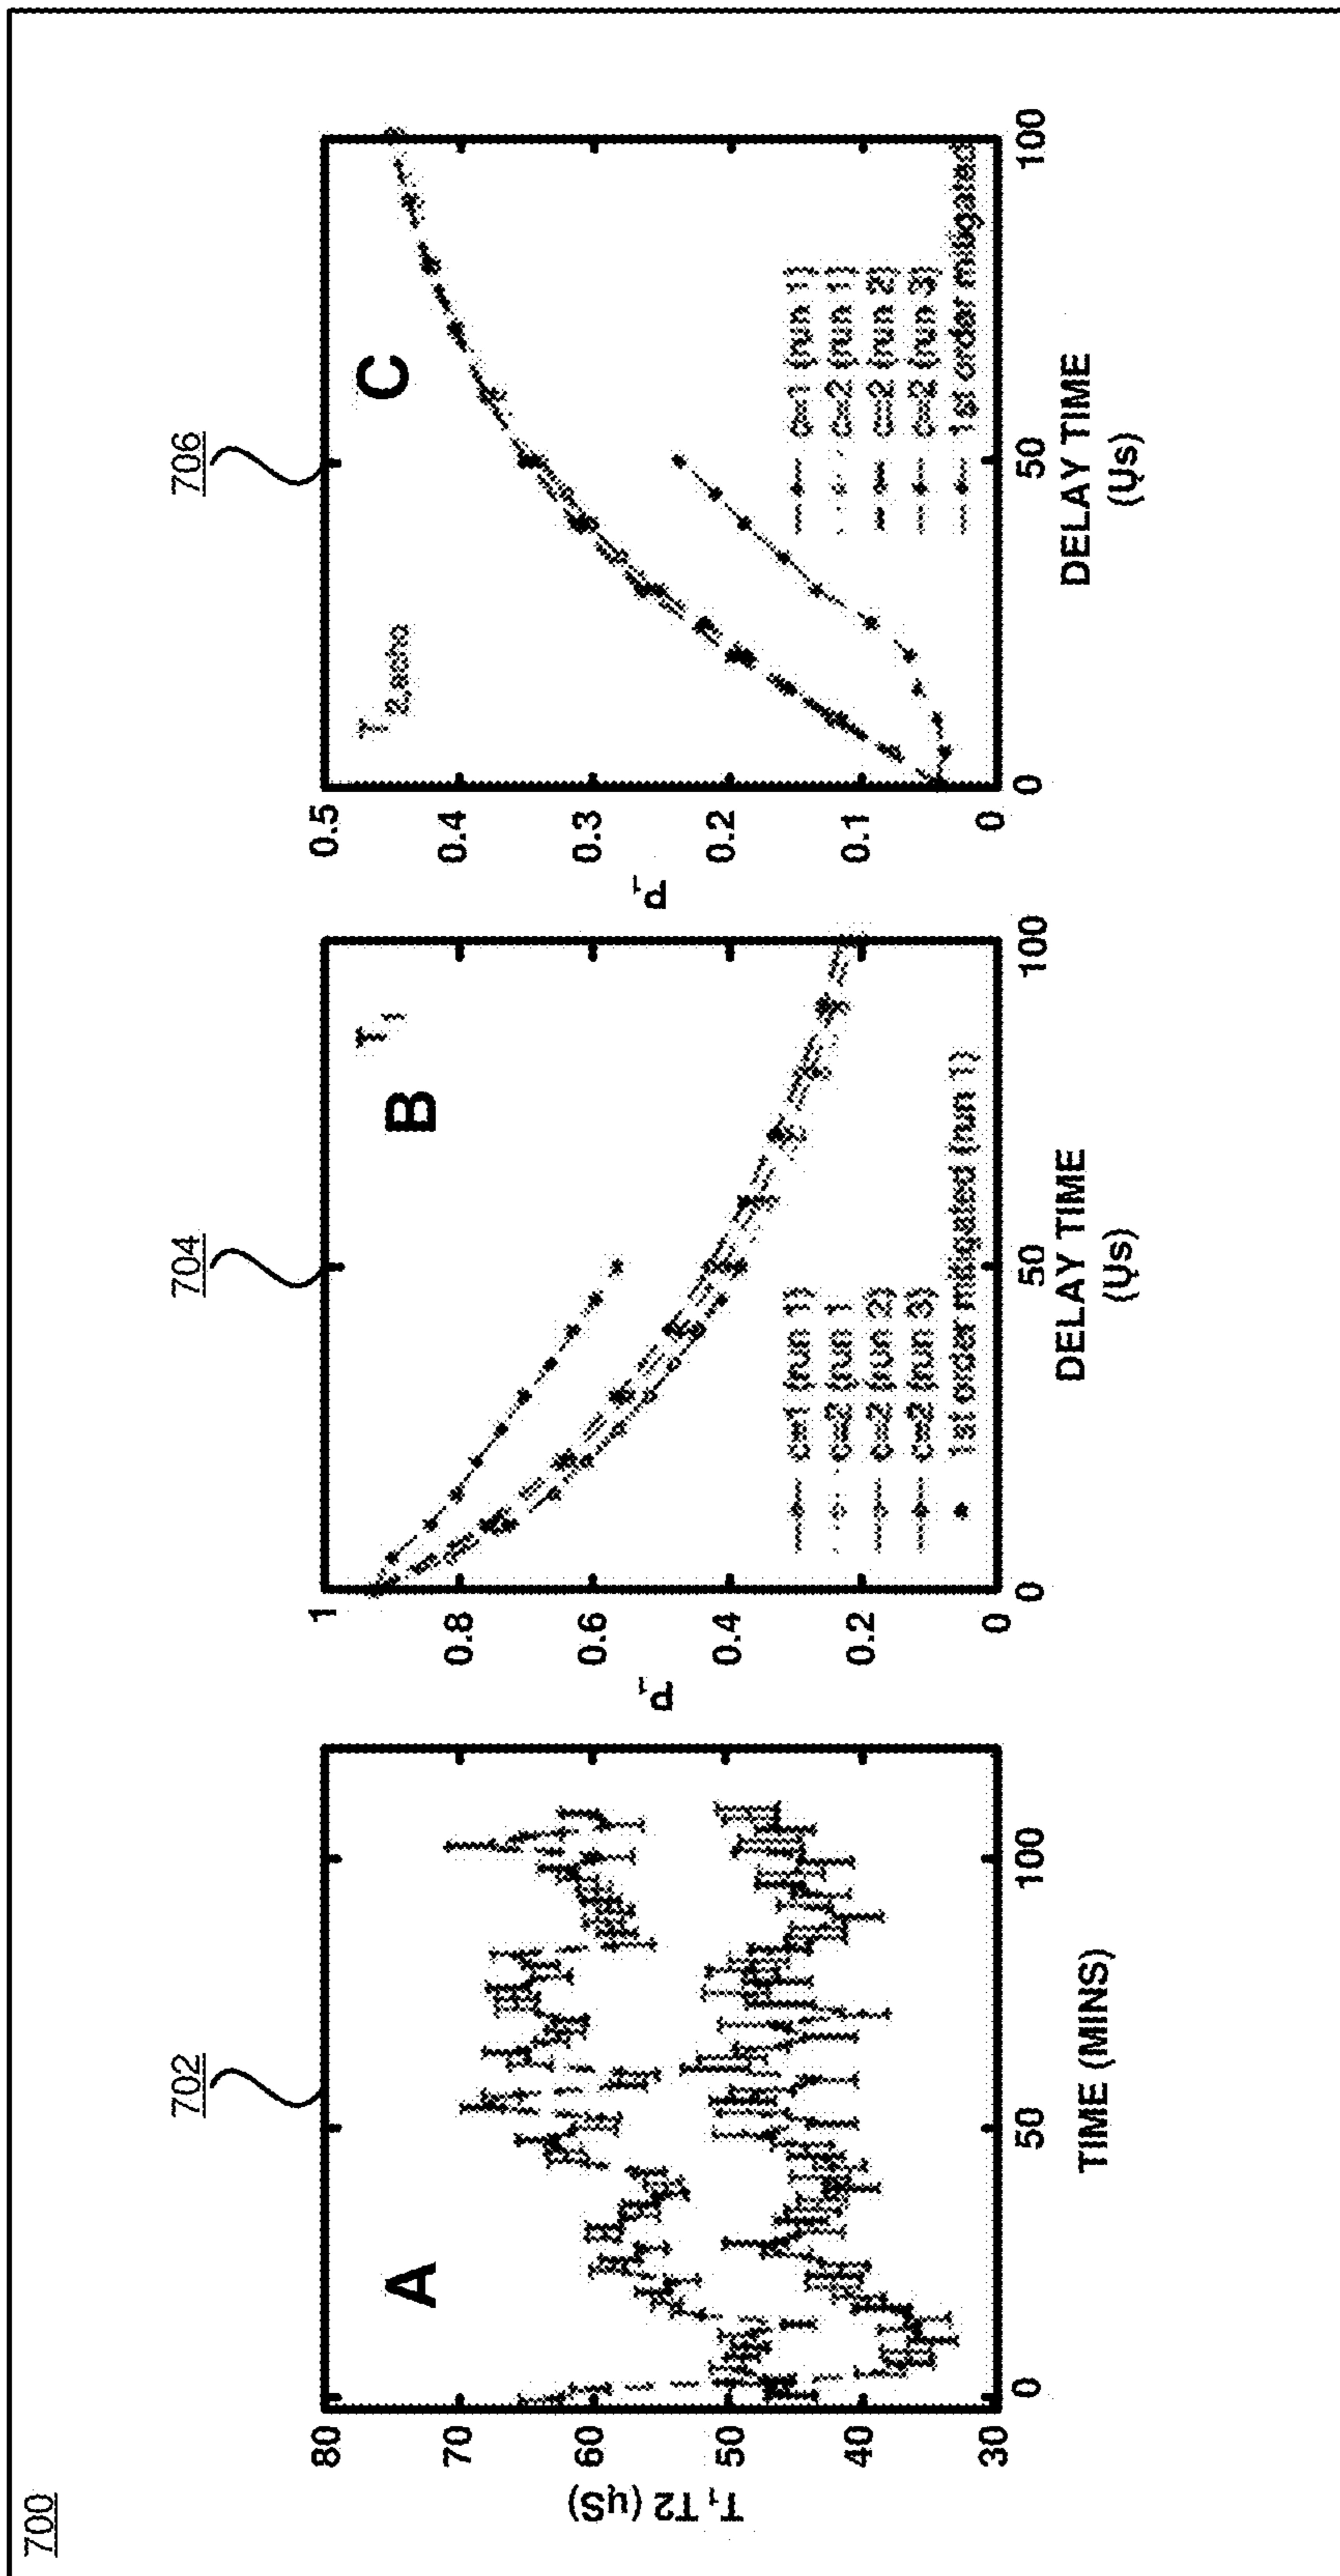 700
702
A
80
70
60
50
40
30
T₁ T2 (ųS)
0
50
100
TIME (MINS)
704
B
T₁
1
0.8
0.6
0.4
0.2
0
P₁
c=1 (run 1)
c=2 (run 1
c=2 (run 2)
c=2 (run 3)
1st order mitigated (run 1)
0
50
100
DELAY TIME
(Ųs)
706
C
T₂,echo
0.5
0.4
0.3
0.2
0.1
0
P₁
c=1 (run 1)
c=2 (run 1)
c=2 (run 2)
c=2 (run 3)
1st order mitigated
0
50
100
DELAY TIME
(Ųs)